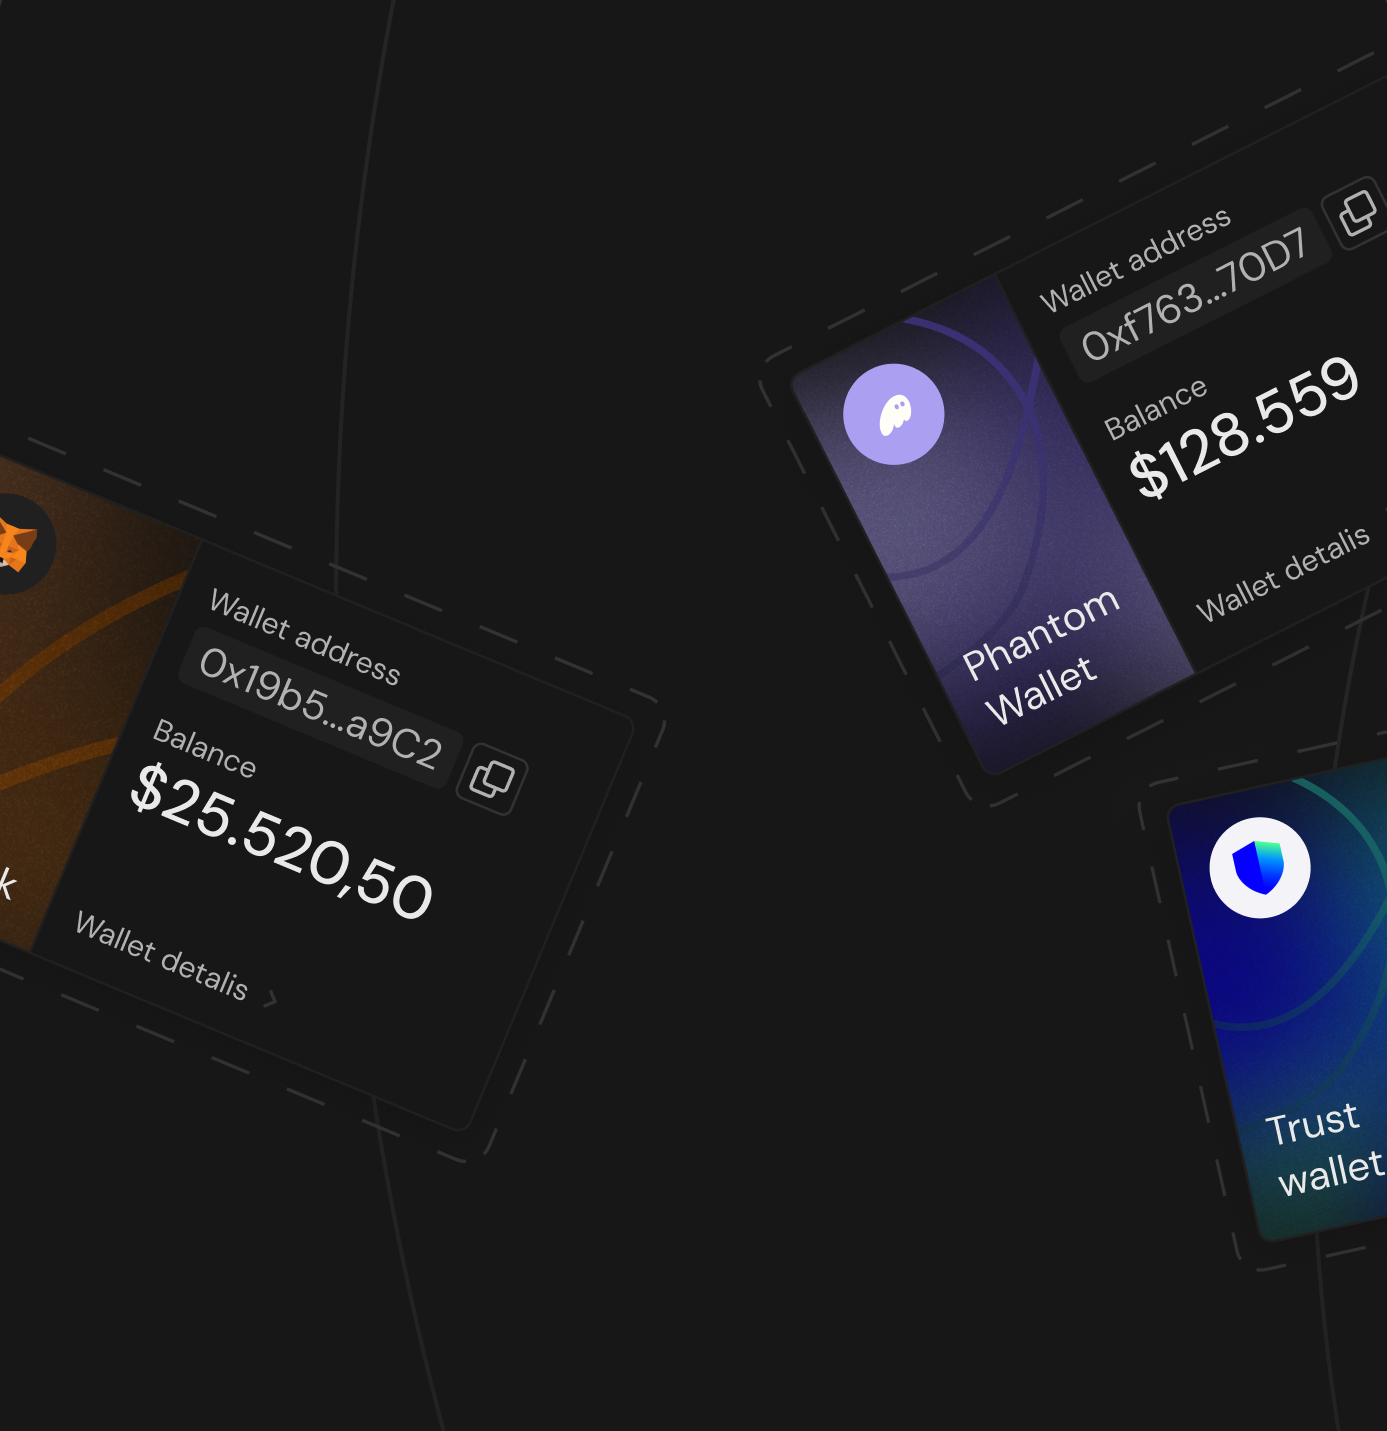 k
Wallet address
0x19b5...a9C2
Balance
$25.520,50
Wallet detalis
Phantom
Wallet
Wallet address
0xf763...70D7
Balance
$128.559
Wallet detalis
Trust
wallet